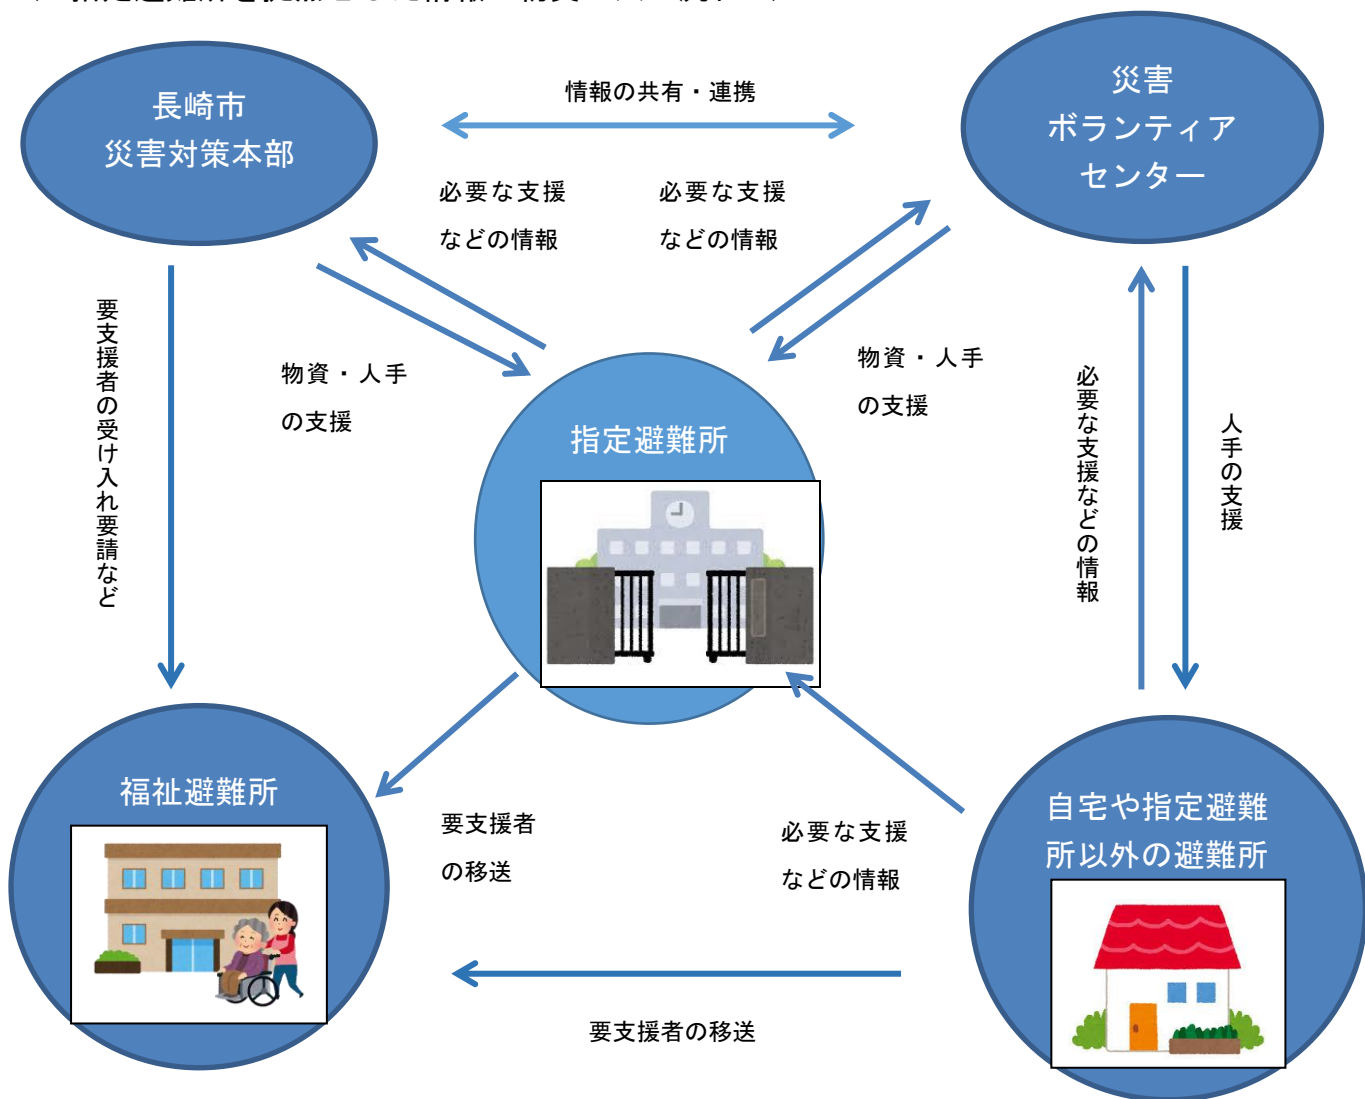 長崎市
災害対策本部
情報の共有・連携
災害
ボランティア
センター
必要な支援
などの情報
必要な支援
などの情報
要支援者の受け入れ要請など
物資・人手
の支援
物資・人手
の支援
指定避難所
必要な支援などの情報
人手の支援
福祉避難所
要支援者
の移送
必要な支援
などの情報
自宅や指定避難
所以外の避難所
要支援者の移送